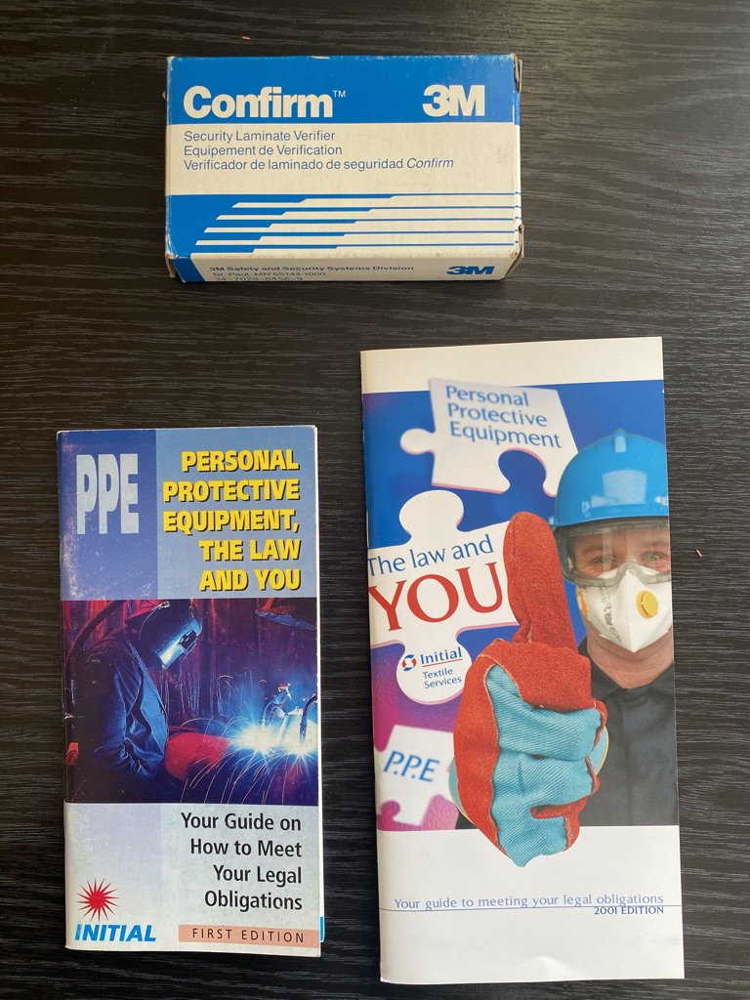 Confirm™ 3M
Security Laminate Verifier
Equipement de Verification
Verificador de laminado de seguridad Confirm
3M Safety and Security Systems Division 3M
St. Paul, MN 55144-1000
34-7029-8456-9
PPE
PERSONAL
PROTECTIVE
EQUIPMENT,
THE LAW
AND YOU
Your Guide on
How to Meet
Your Legal
Obligations
INITIAL
FIRST EDITION
Personal
Protective
Equipment
The law and
YOU
Initial
Textile
Services
P.P.E
Your guide to meeting your legal obligations
2001 EDITION